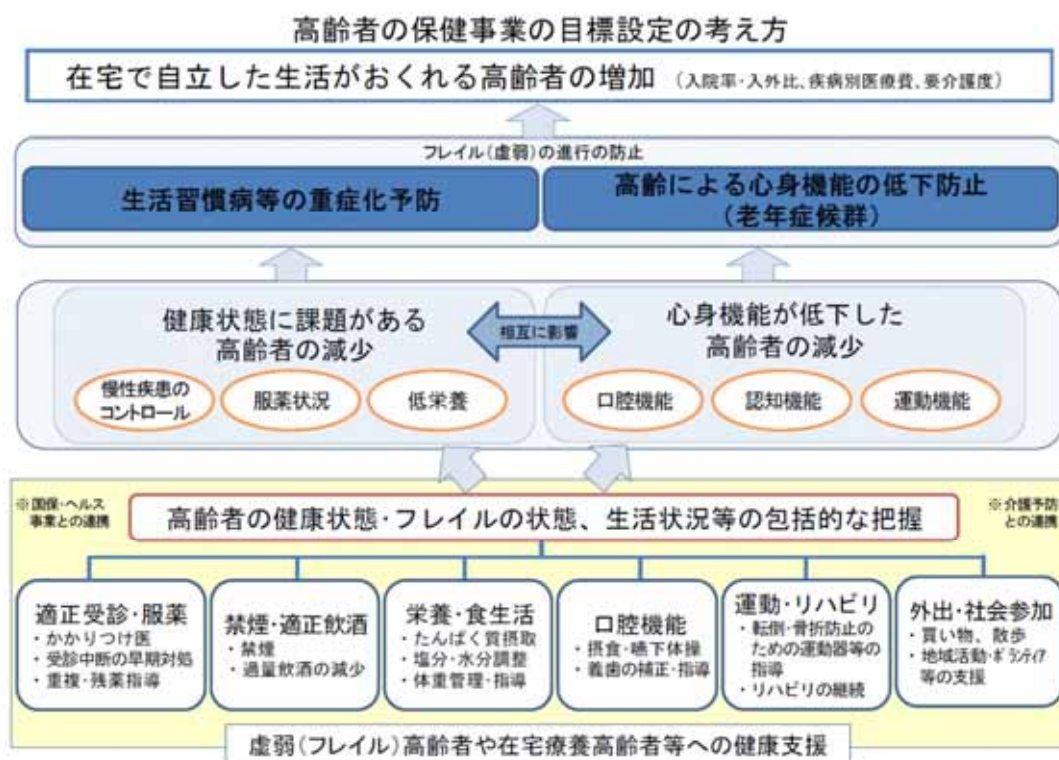 高齢者の保健事業の目標設定の考え方
在宅で自立した生活がおくれる高齢者の増加 (入院率・入外比、疾病別医療費、要介護度)
フレイル(虚弱)の進行の防止
生活習慣病等の重症化予防
高齢による心身機能の低下防止
(老年症候群)
健康状態に課題がある
高齢者の減少
相互に影響
心身機能が低下した
高齢者の減少
慢性疾患の
コントロール
服薬状況
低栄養
口腔機能
認知機能
運動機能
※国保・ヘルス
事業との連携
高齢者の健康状態・フレイルの状態、生活状況等の包括的な把握
※介護予防
との連携
適正受診・服薬
・かかりつけ医
・受診中断の早期対処
・重複・残薬指導
禁煙・適正飲酒
・禁煙
・過量飲酒の減少
栄養・食生活
・たんぱく質摂取
・塩分・水分調整
・体重管理・指導
口腔機能
・摂食・嚥下体操
・義歯の補正・指導
運動・リハビリ
・転倒・骨折防止の
ための運動器等の
指導
・リハビリの継続
外出・社会参加
・買い物、散歩
・地域活動・ボランティア
等の支援
虚弱(フレイル)高齢者や在宅療養高齢者等への健康支援